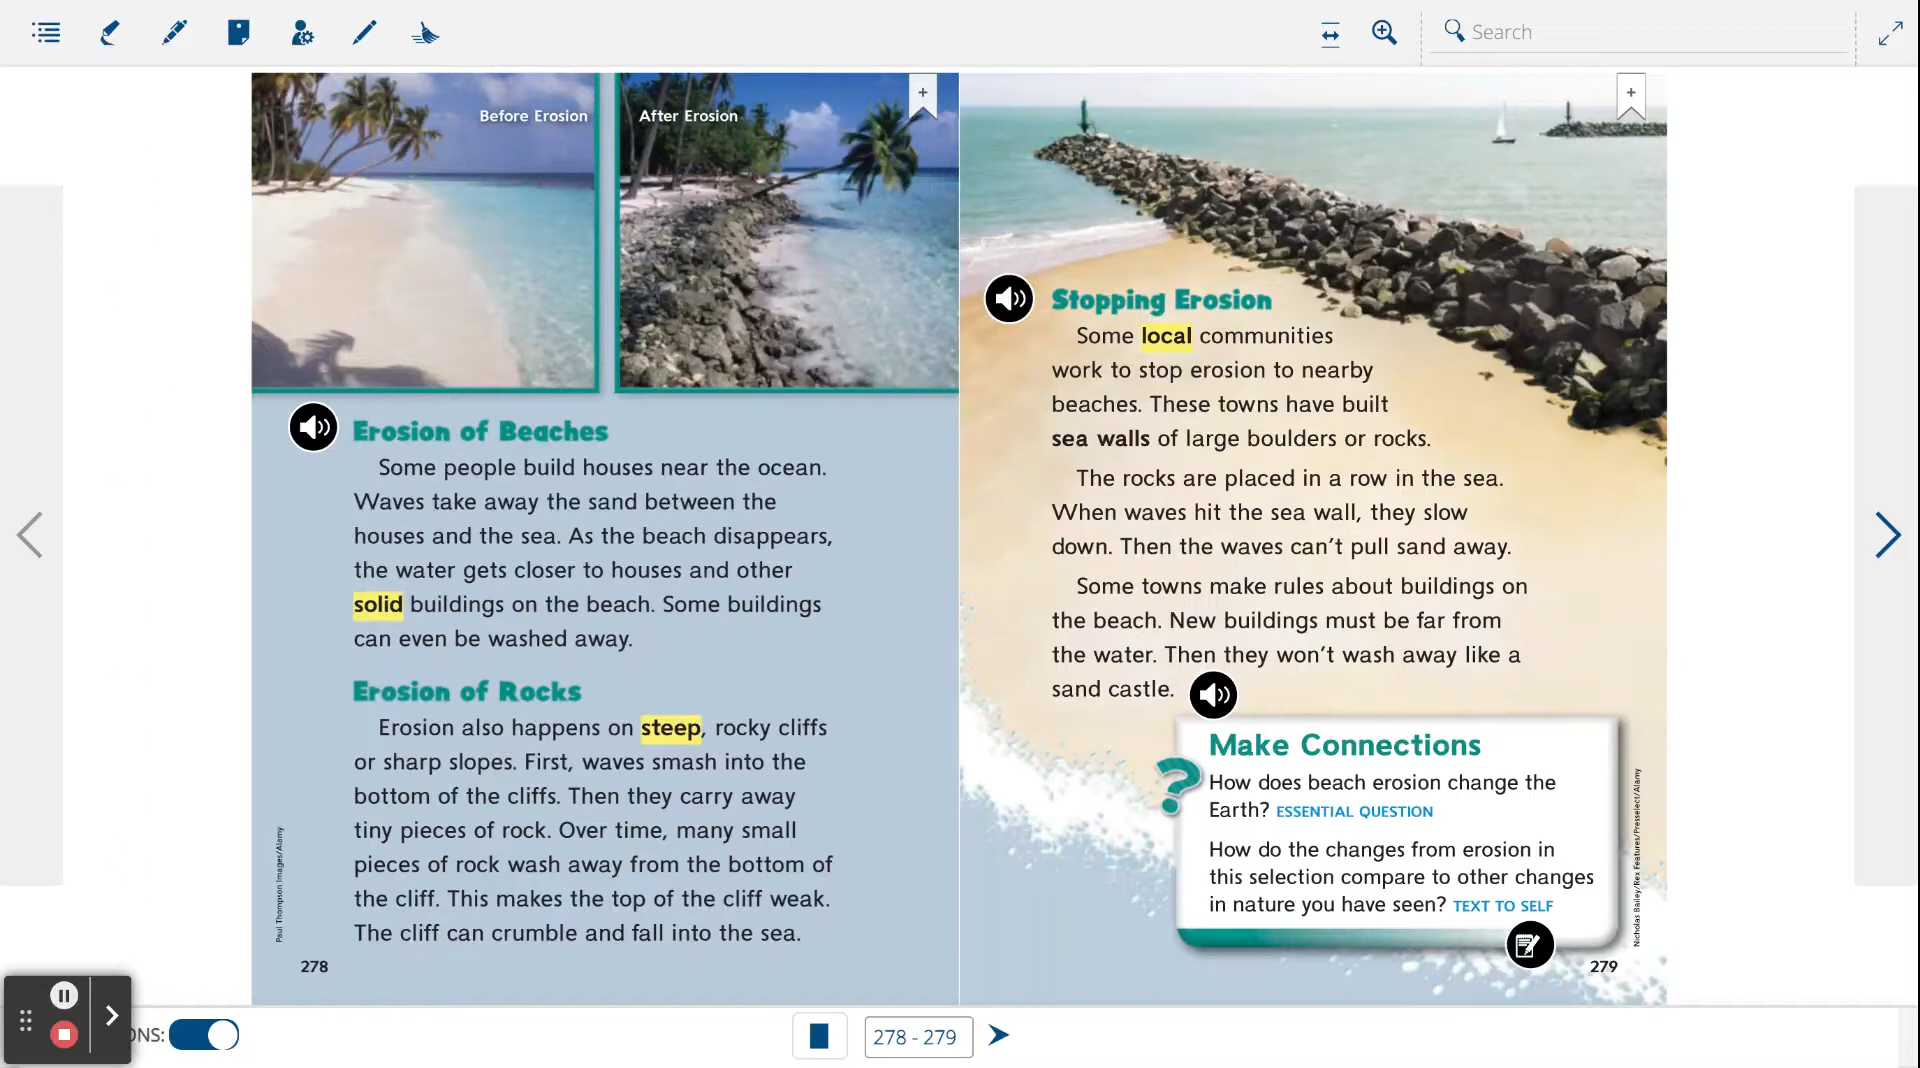 Search
Before Erosion
After Erosion
+
+
Erosion of Beaches
Some people build houses near the ocean.
Waves take away the sand between the
houses and the sea. As the beach disappears,
the water gets closer to houses and other
solid buildings on the beach. Some buildings
can even be washed away.
Erosion of Rocks
Erosion also happens on steep, rocky cliffs
or sharp slopes. First, waves smash into the
bottom of the cliffs. Then they carry away
tiny pieces of rock. Over time, many small
pieces of rock wash away from the bottom of
the cliff. This makes the top of the cliff weak.
The cliff can crumble and fall into the sea.
Paul Thompson Images/Alamy
278
Stopping Erosion
Some local communities
work to stop erosion to nearby
beaches. These towns have built
sea walls of large boulders or rocks.
The rocks are placed in a row in the sea.
When waves hit the sea wall, they slow
down. Then the waves can't pull sand away.
Some towns make rules about buildings on
the beach. New buildings must be far from
the water. Then they won't wash away like a
sand castle.
Make Connections
?
How does beach erosion change the
Earth? ESSENTIAL QUESTION
How do the changes from erosion in
this selection compare to other changes
in nature you have seen? TEXT TO SELF
Nicholas Bailey/Rex Features/Presselect/Alamy
279
ONS:
278 - 279